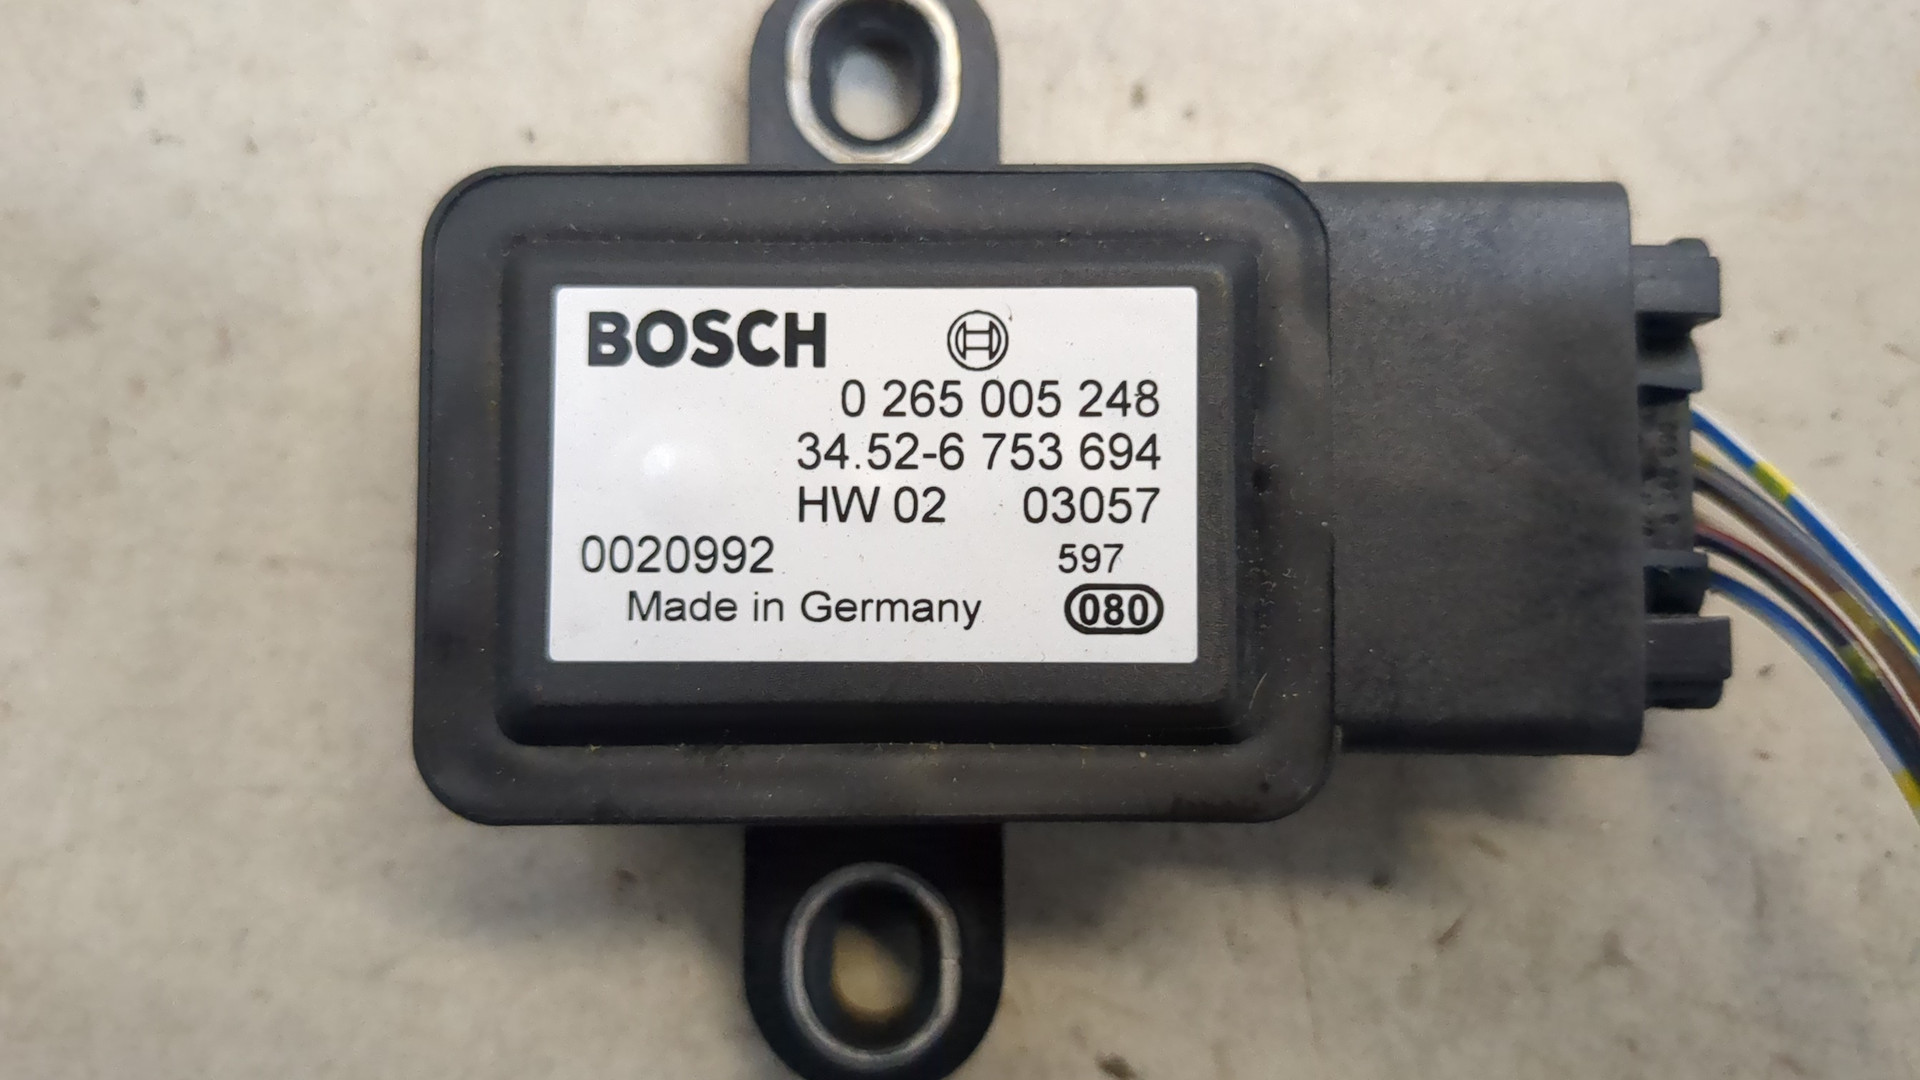 BOSCH
0 265 005 248
34.52-6 753 694
HW 02 03057
0020992 597
Made in Germany 080